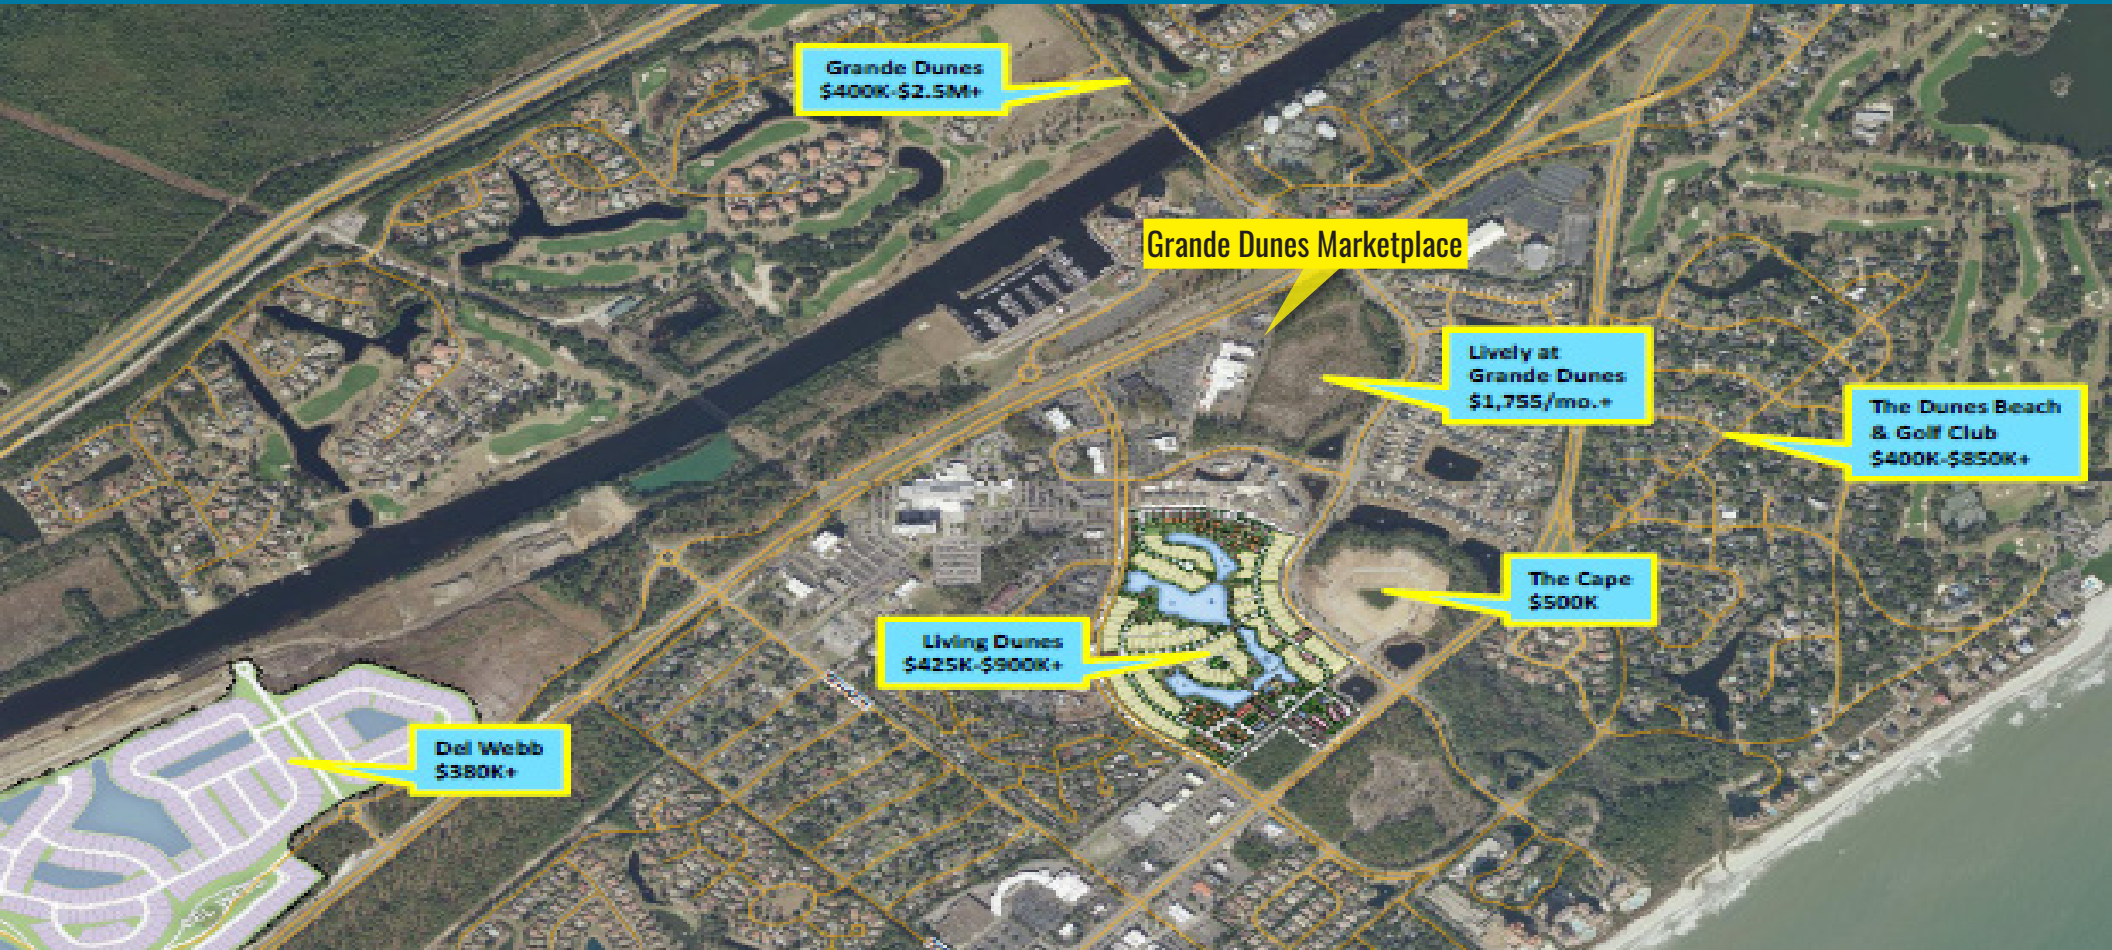 Grande Dunes
$400K-$2.5M+
Grande Dunes Marketplace
Lively at
Grande Dunes
$1,755/mo.+
The Dunes Beach
& Golf Club
$400K-$850K+
The Cape
$500K
Living Dunes
$425K-$900K+
Del Webb
$380K+